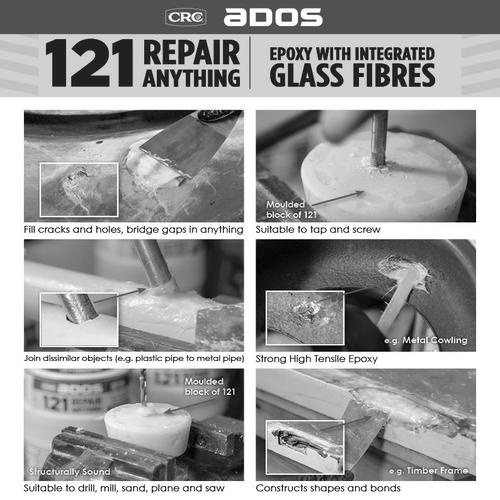 CRC ADOS
121 REPAIR ANYTHING
EPOXY WITH INTEGRATED
GLASS FIBRES
Fill cracks and holes, bridge gaps in anything
Moulded
block of 121
Suitable to tap and screw
Join dissimilar objects (e.g. plastic pipe to metal pipe)
e.g. Metal Cowling
Strong High Tensile Epoxy
ADOS
121 REPAIR
ANYTHING
Moulded
block of 121
Structurally Sound
Suitable to drill, mill, sand, plane and saw
e.g. Timber Frame
Constructs shapes and bonds